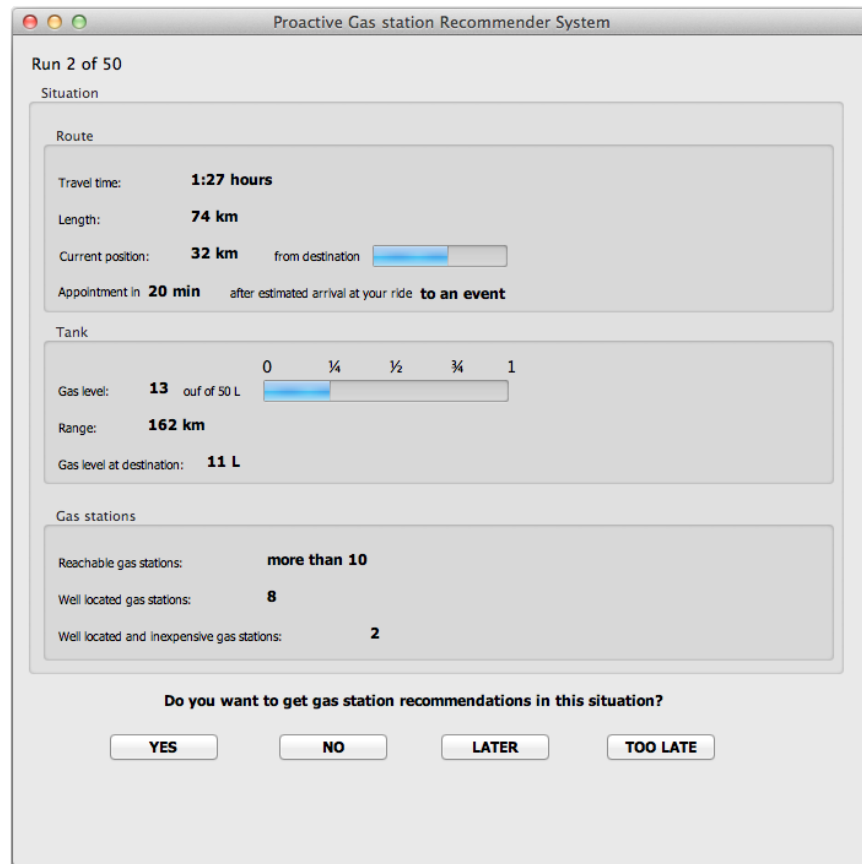 Proactive Gas station Recommender System
Run 2 of 50
Situation
Route
Travel time: 1:27 hours
Length: 74 km
Current position: 32 km from destination
Appointment in 20 min after estimated arrival at your ride to an event
Tank
0 ¼ ½ ¾ 1
Gas level: 13 ouf of 50 L
Range: 162 km
Gas level at destination: 11 L
Gas stations
Reachable gas stations: more than 10
Well located gas stations: 8
Well located and inexpensive gas stations: 2
Do you want to get gas station recommendations in this situation?
YES NO LATER TOO LATE